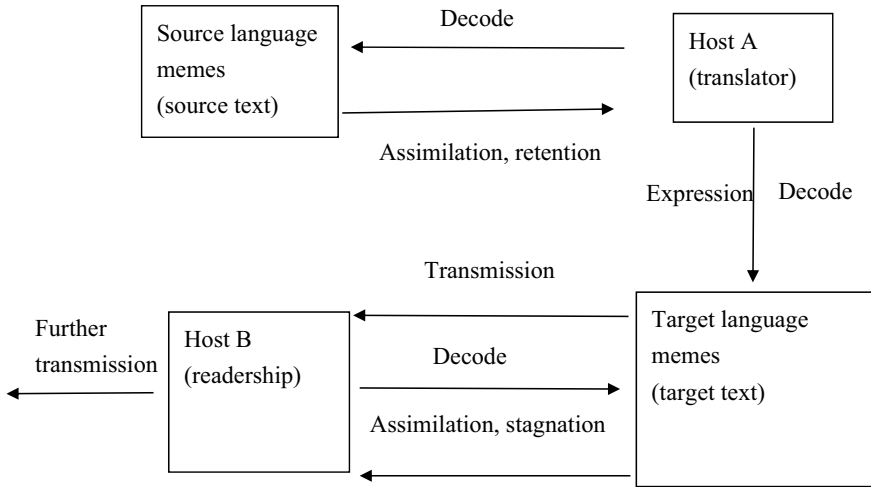 Decode
Source language
memes
(source text)
Host A
(translator)
Assimilation, retention
Expression
Decode
Transmission
Target language
memes
(target text)
Further
transmission
Host B
(readership)
Decode
Assimilation, stagnation